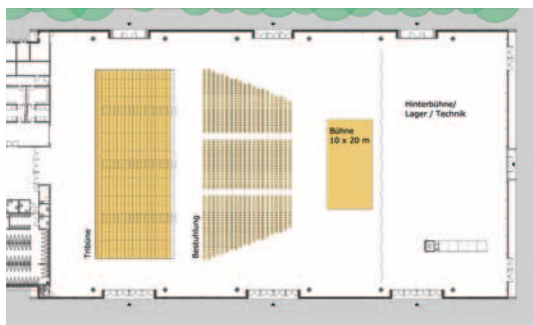 Tribüne
Bestuhlung
Bühne
10 x 20 m
Hinterbühne/
Lager / Technik